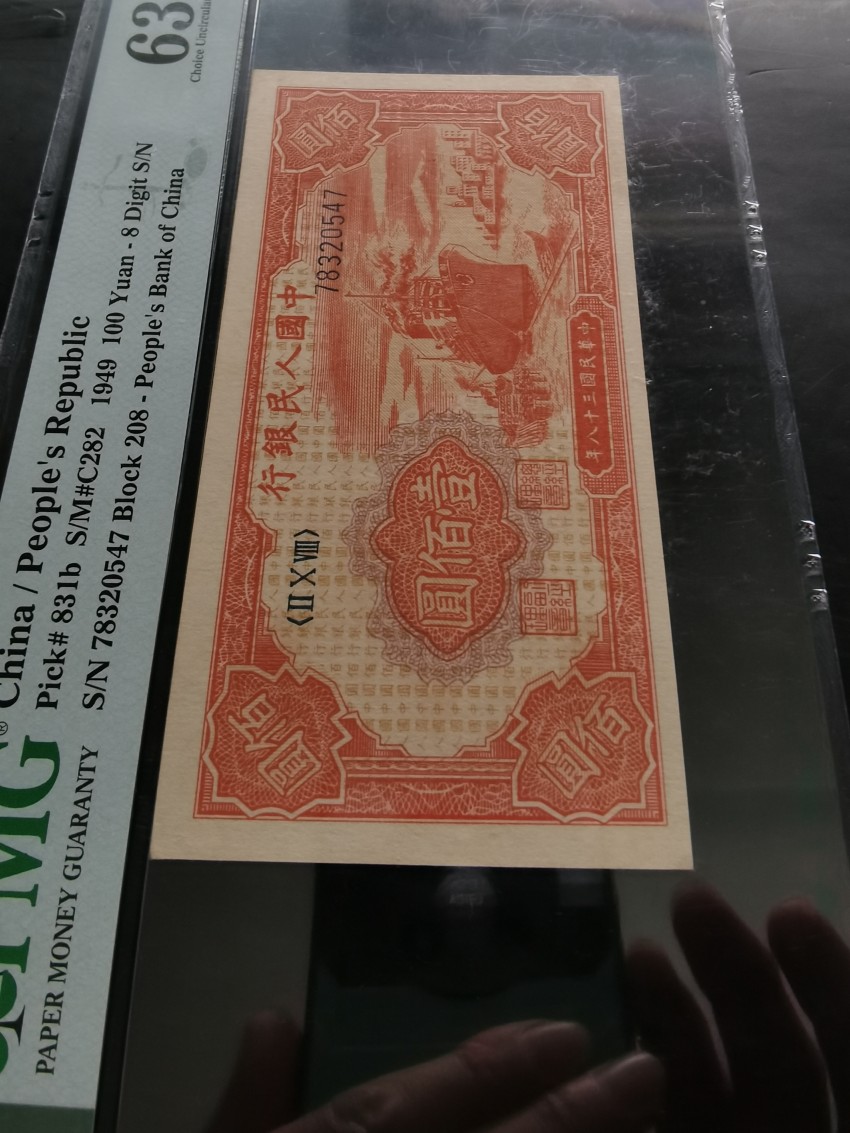 63
Choice Uncircula
China / People's Republic
Pick# 831b S/M#C282 1949 100 Yuan - 8 Digit S/N
S/N 78320547 Block 208 - People's Bank of China
PMG®
PAPER MONEY GUARANTY
中國人民銀行
78320547
〈ⅡⅩⅧ〉
壹佰圓
中華民國三十八年
佰圓
佰圓
佰圓
佰圓